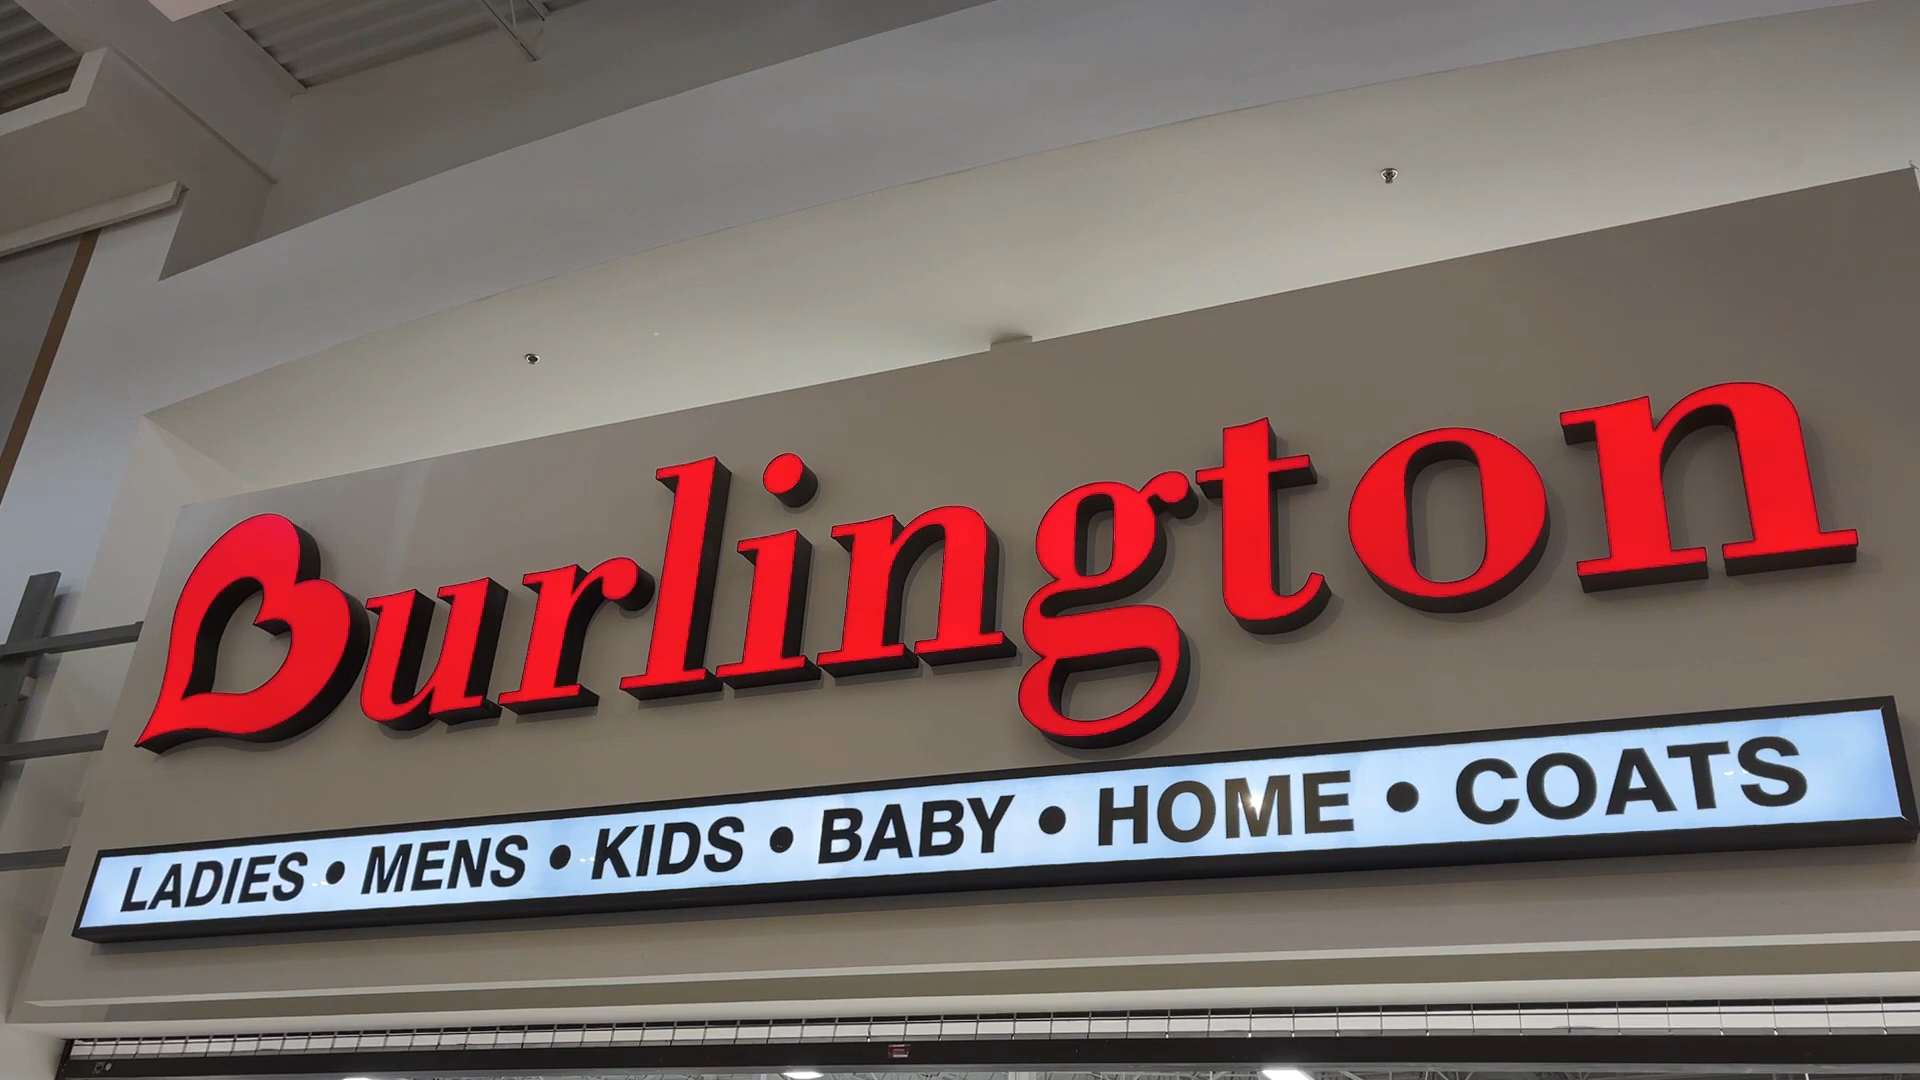 Burlington
LADIES • MENS • KIDS • BABY • HOME • COATS